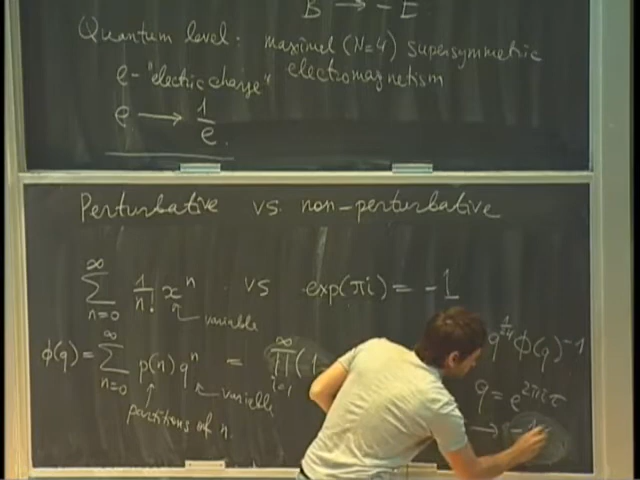 B → - E
Quantum level: maximal (N=4) supersymmetric
e - "electric charge" electromagnetism
e → 1/e
Perturbative vs. non-perturbative
∑_{n=0}^{∞} 1/n! x^n vs exp(πi) = -1
variable
ϕ(q) = ∑_{n=0}^{∞} p(n) q^n = ∏_{i=1}^{∞} (1- q^{1/24} ϕ(q)^{-1}
variable q = e^{2πiτ}
partitions of n. → -1